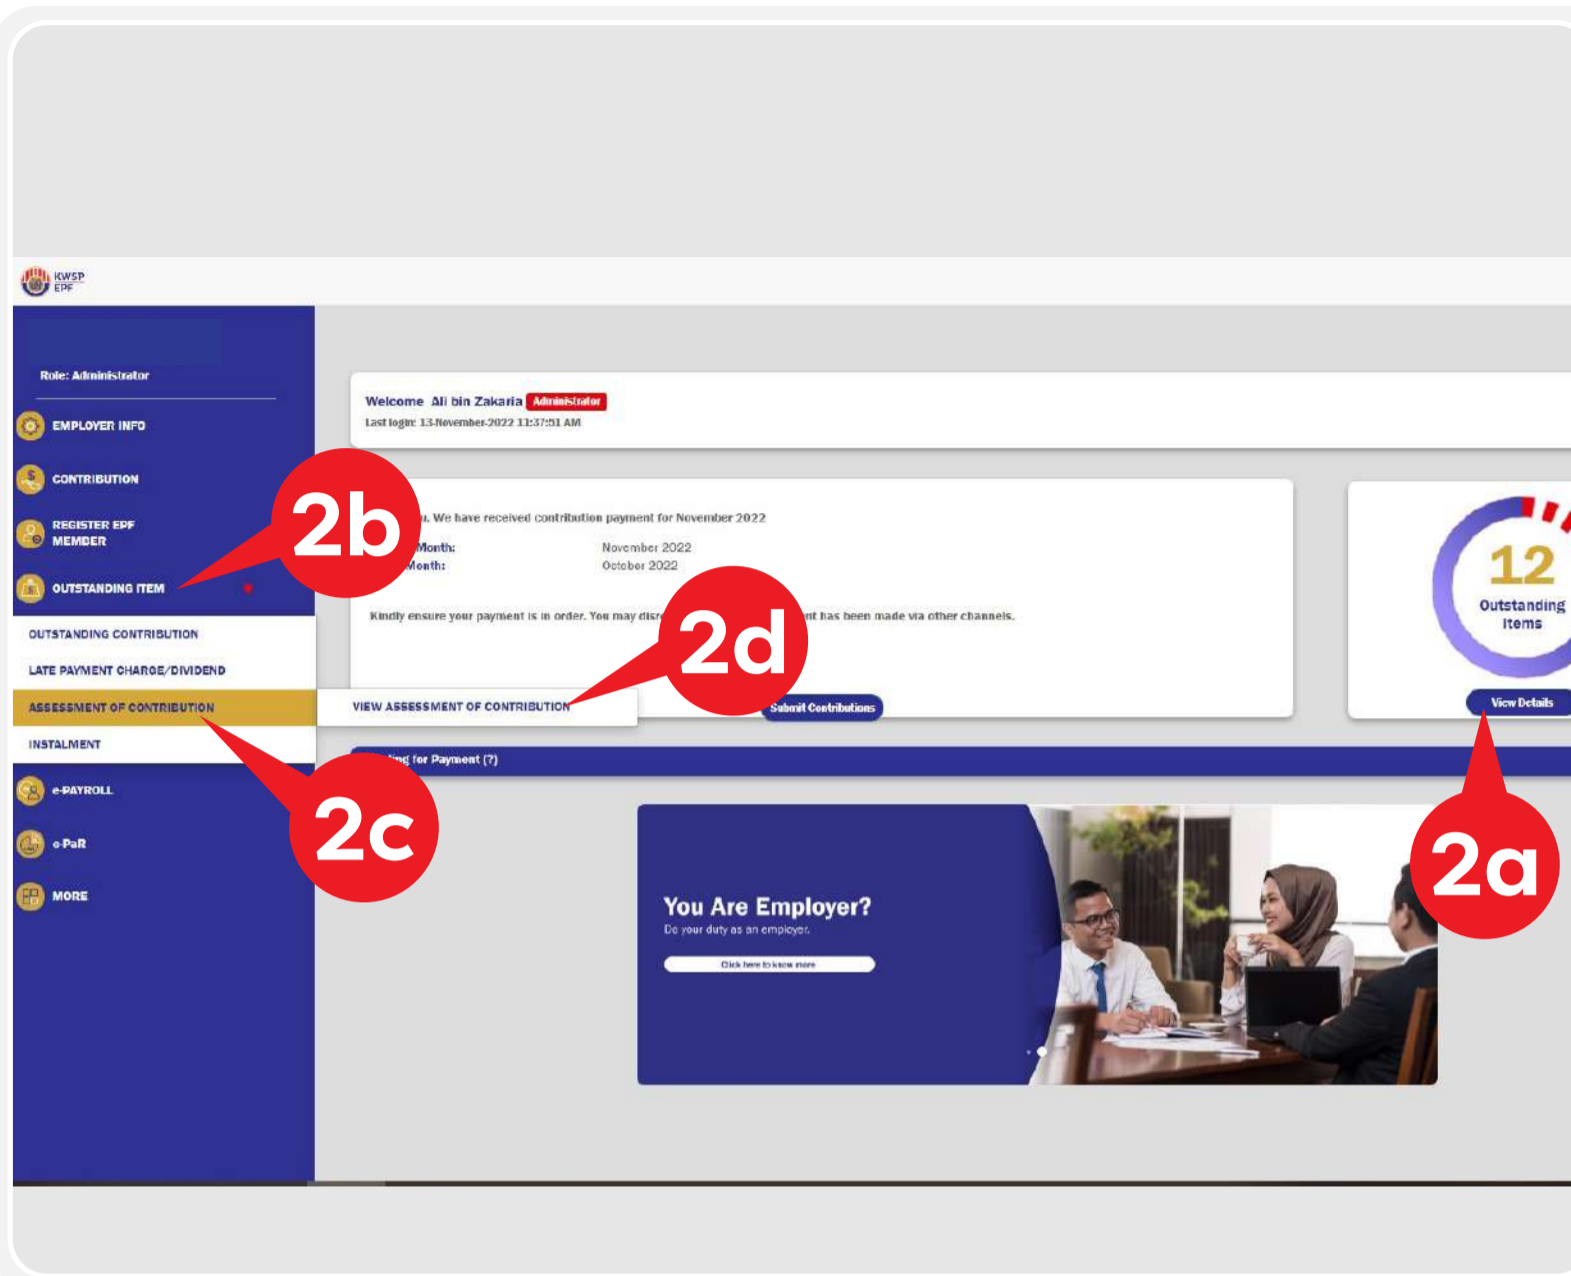 KWSP
EPF
Role: Administrator
EMPLOYER INFO
CONTRIBUTION
REGISTER EPF
MEMBER
OUTSTANDING ITEM
OUTSTANDING CONTRIBUTION
LATE PAYMENT CHARGE/DIVIDEND
ASSESSMENT OF CONTRIBUTION
INSTALMENT
e-PAYROLL
e-PaR
MORE
VIEW ASSESSMENT OF CONTRIBUTION
Welcome Ali bin Zakaria Administrator
Last login: 13-November-2022 11:37:51 AM
We have received contribution payment for November 2022
Month: November 2022
Month: October 2022
Kindly ensure your payment is in order. You may has been made via other channels.
Submit Contributions
for Payment (?)
12
Outstanding
Items
View Details
You Are Employer?
Do your duty as an employer.
Click here to know more
2a
2b
2c
2d